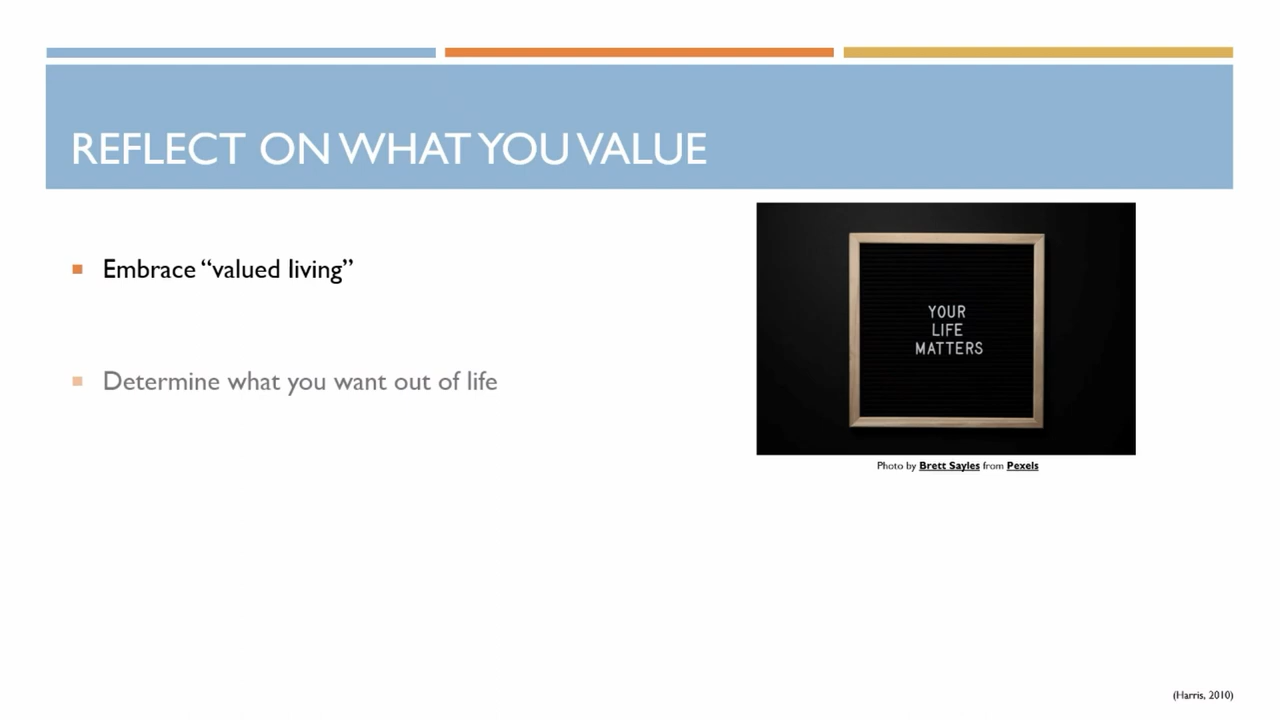 REFLECT ON WHAT YOU VALUE
Embrace “valued living”
Determine what you want out of life
YOUR
LIFE
MATTERS
Photo by Brett Sayles from Pexels
(Harris, 2010)